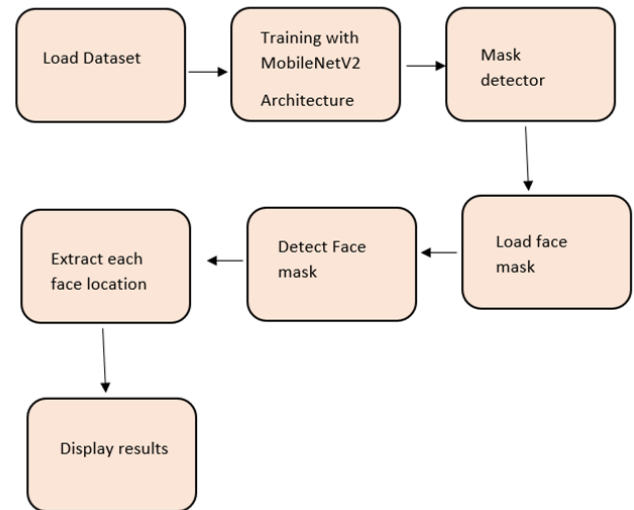 Load Dataset
Training with
MobileNetV2
Architecture
Mask
detector
Load face
mask
Detect Face
mask
Extract each
face location
Display results